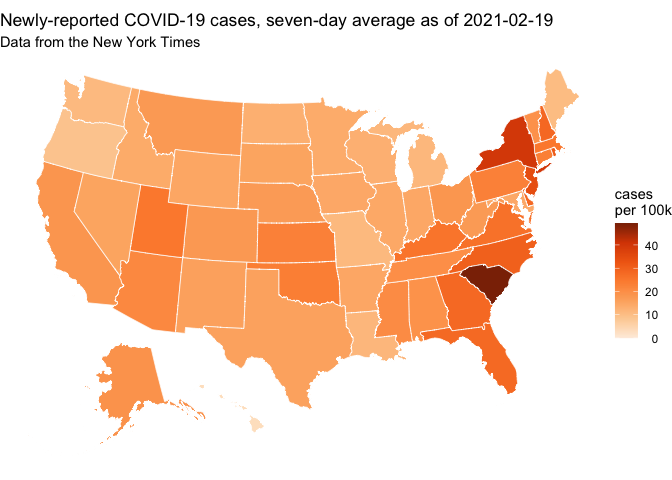 Newly-reported COVID-19 cases, seven-day average as of 2021-02-19
Data from the New York Times
cases
per 100k
40
30
20
10
0